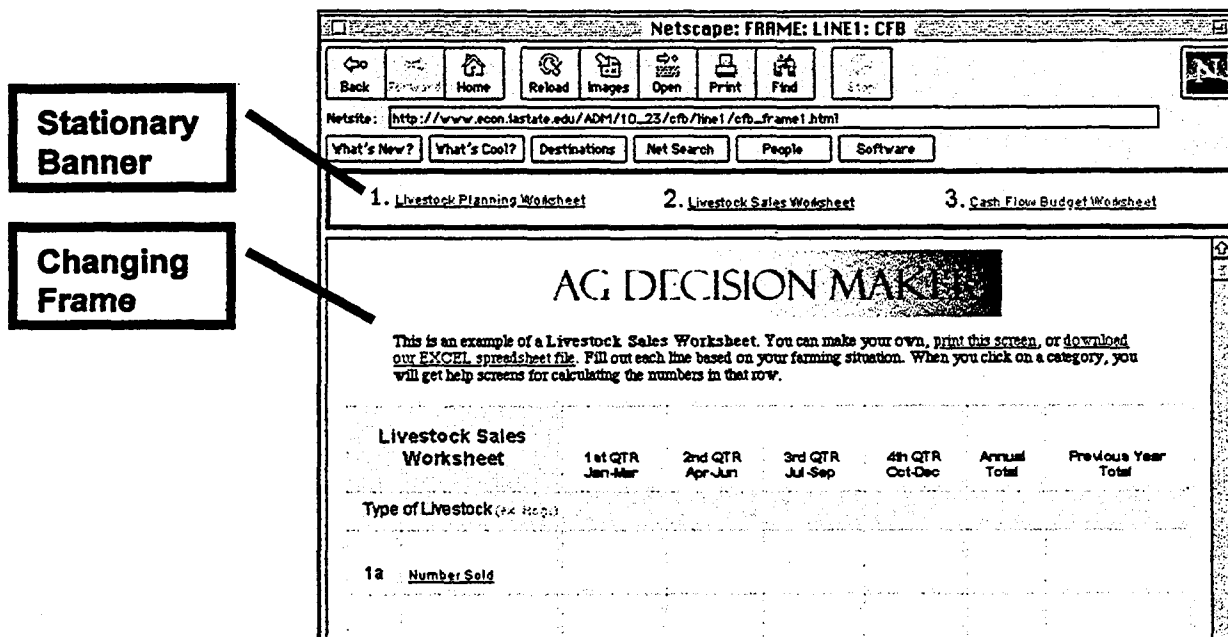 Stationary
Banner
Changing
Frame
Netscape: FRAME: LINE1: CFB
Back Forward Home Reload Images Open Print Find Stop
Netsite: http://www.econ.iastate.edu/ADM/10_23/cfb/line1/cfb_frame1.html
What's New? What's Cool? Destinations Net Search People Software
1. Livestock Planning Worksheet 2. Livestock Sales Worksheet 3. Cash Flow Budget Worksheet
AG DECISION MAKER
This is an example of a Livestock Sales Worksheet. You can make your own, print this screen, or download
our EXCEL spreadsheet file. Fill out each line based on your farming situation. When you click on a category, you
will get help screens for calculating the numbers in that row.
Livestock Sales
Worksheet
1st QTR 2nd QTR 3rd QTR 4th QTR Annual Previous Year
Jan-Mar Apr-Jun Jul-Sep Oct-Dec Total Total
Type of Livestock (ex. Hogs)
1a Number Sold